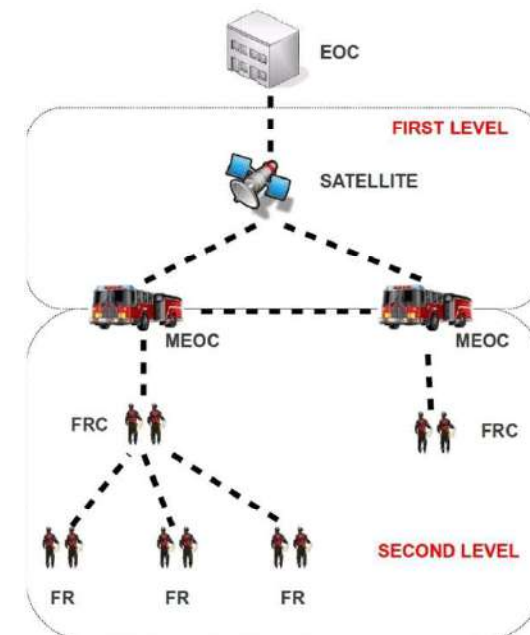 EOC
FIRST LEVEL
SATELLITE
MEOC
MEOC
FRC
FRC
SECOND LEVEL
FR
FR
FR